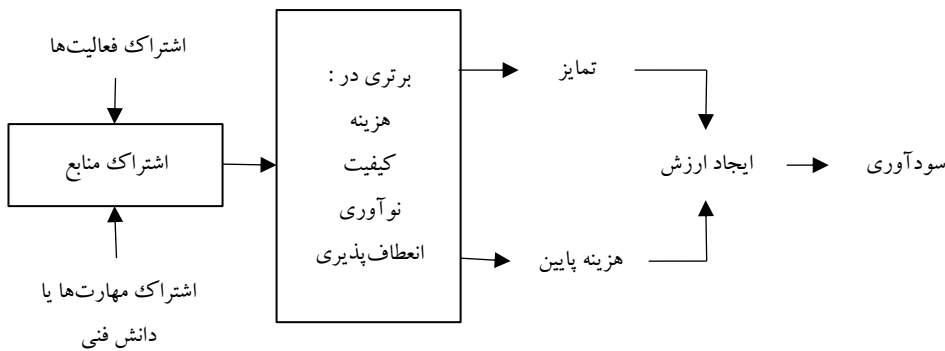 اشتراک فعالیت‌ها
اشتراک منابع
اشتراک مهارت‌ها یا
دانش فنی
برتری در :
هزینه
کیفیت
نوآوری
انعطاف‌پذیری
تمایز
هزینه پایین
ایجاد ارزش
سودآوری